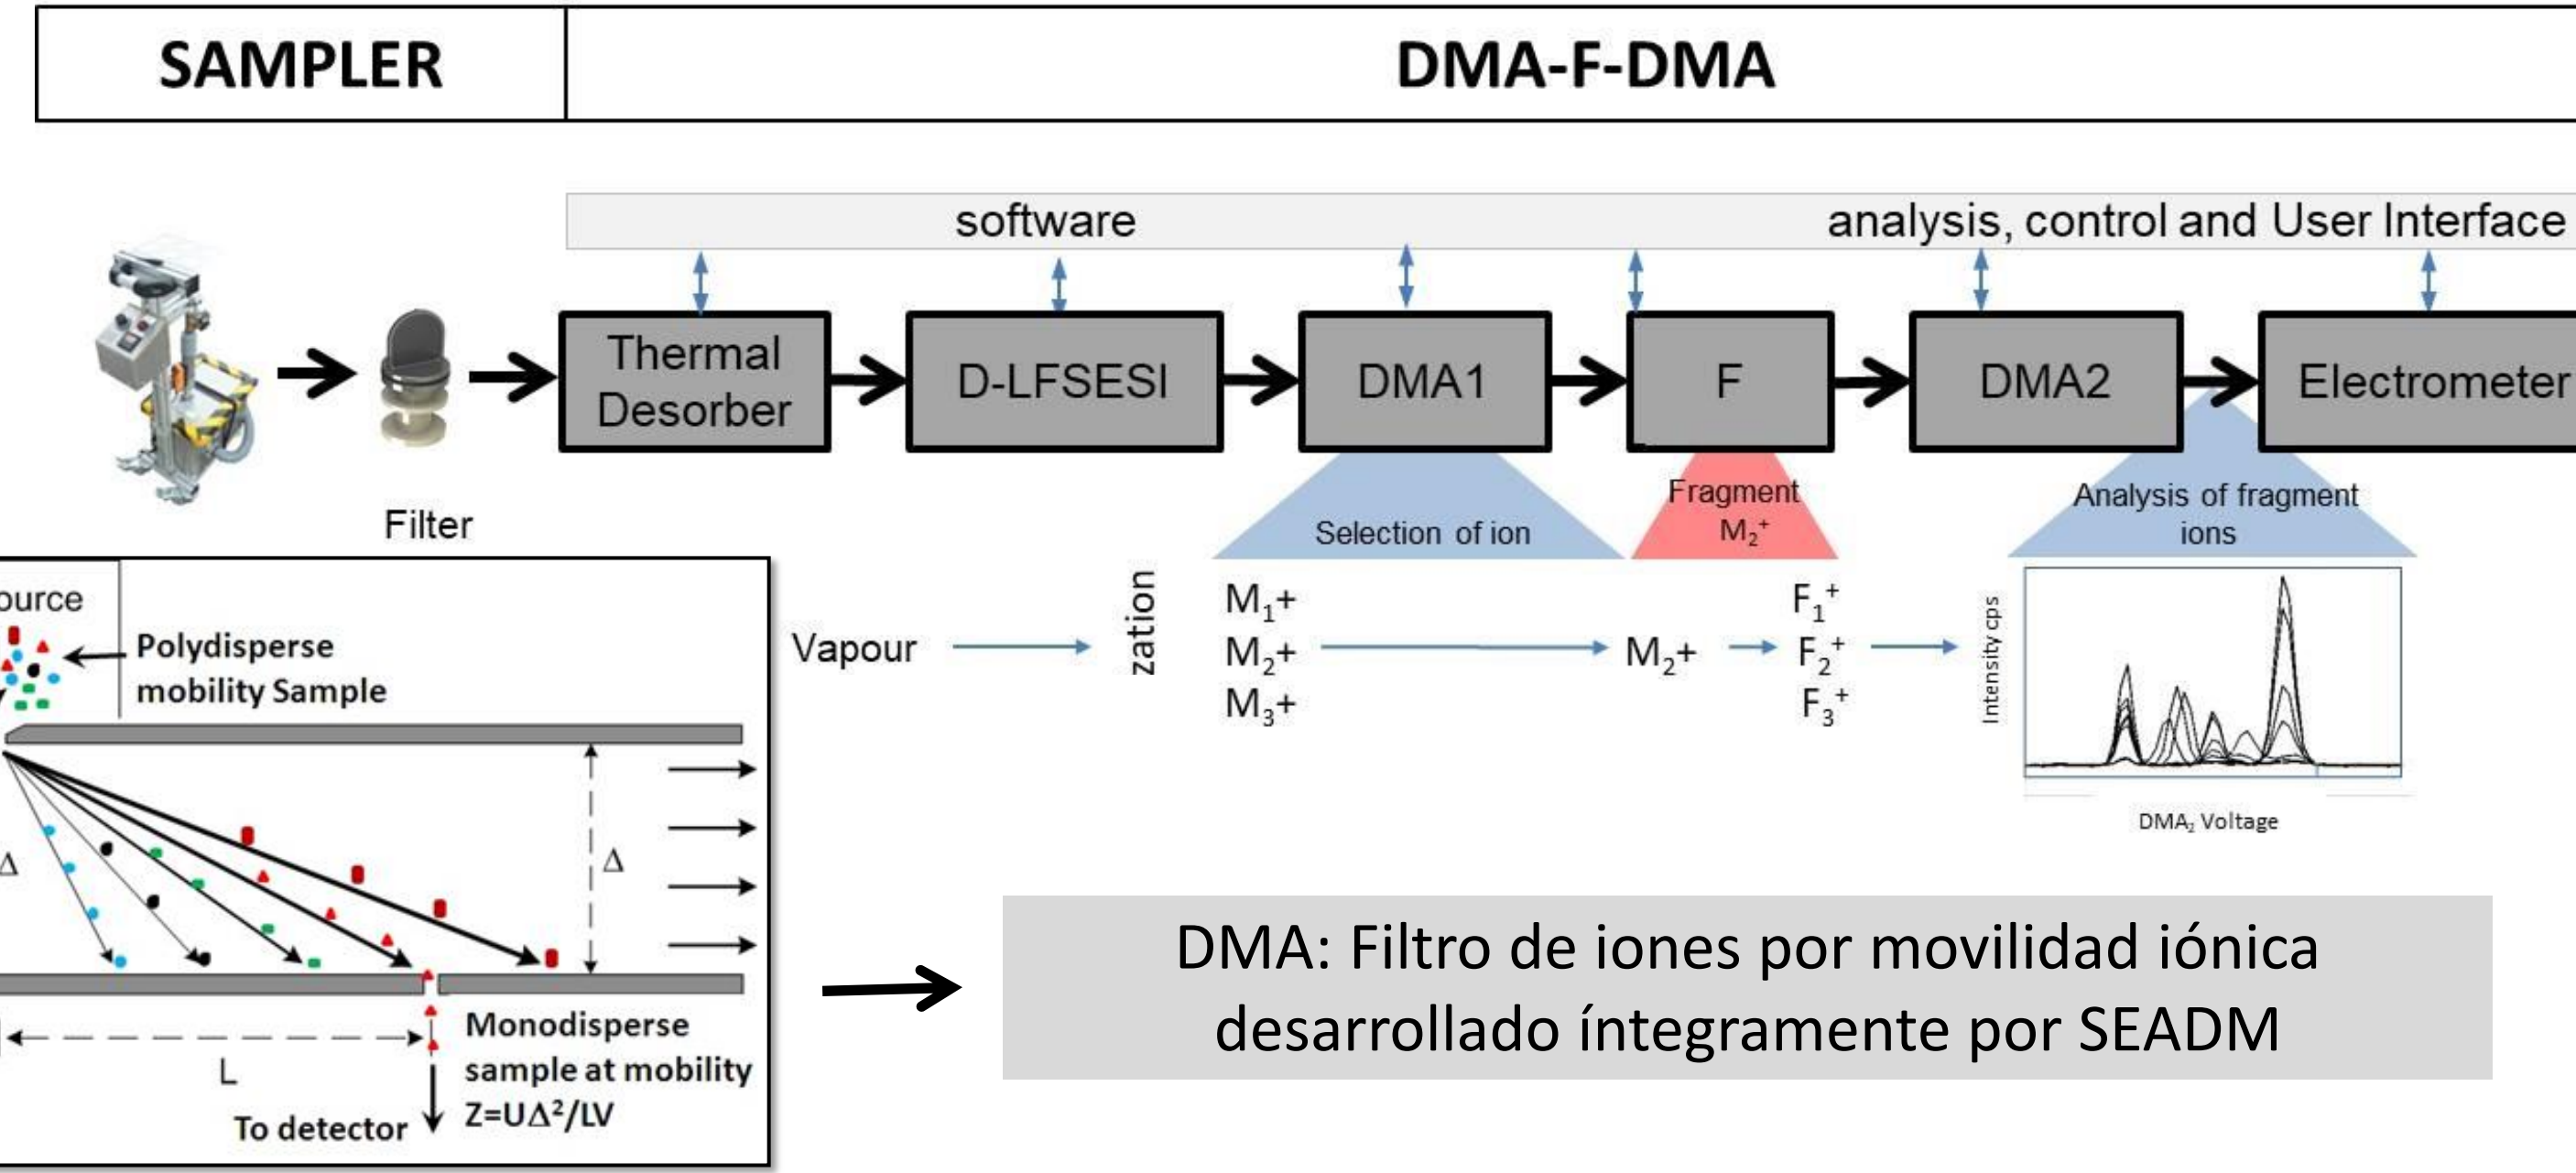 SAMPLER
DMA-F-DMA
software
analysis, control and User Interface
Thermal
Desorber
D-LFSESI
DMA1
F
DMA2
Electrometer
Filter
Selection of ion
Fragment
M₂⁺
Analysis of fragment
ions
Vapour
zation
M₁+
M₂+
M₃+
M₂+
F₁⁺
F₂⁺
F₃⁺
Intensity cps
DMA₂ Voltage
ource
Polydisperse
mobility Sample
Δ
Δ
L
Monodisperse
sample at mobility
Z=UΔ²/LV
To detector
DMA: Filtro de iones por movilidad iónica
desarrollado íntegramente por SEADM